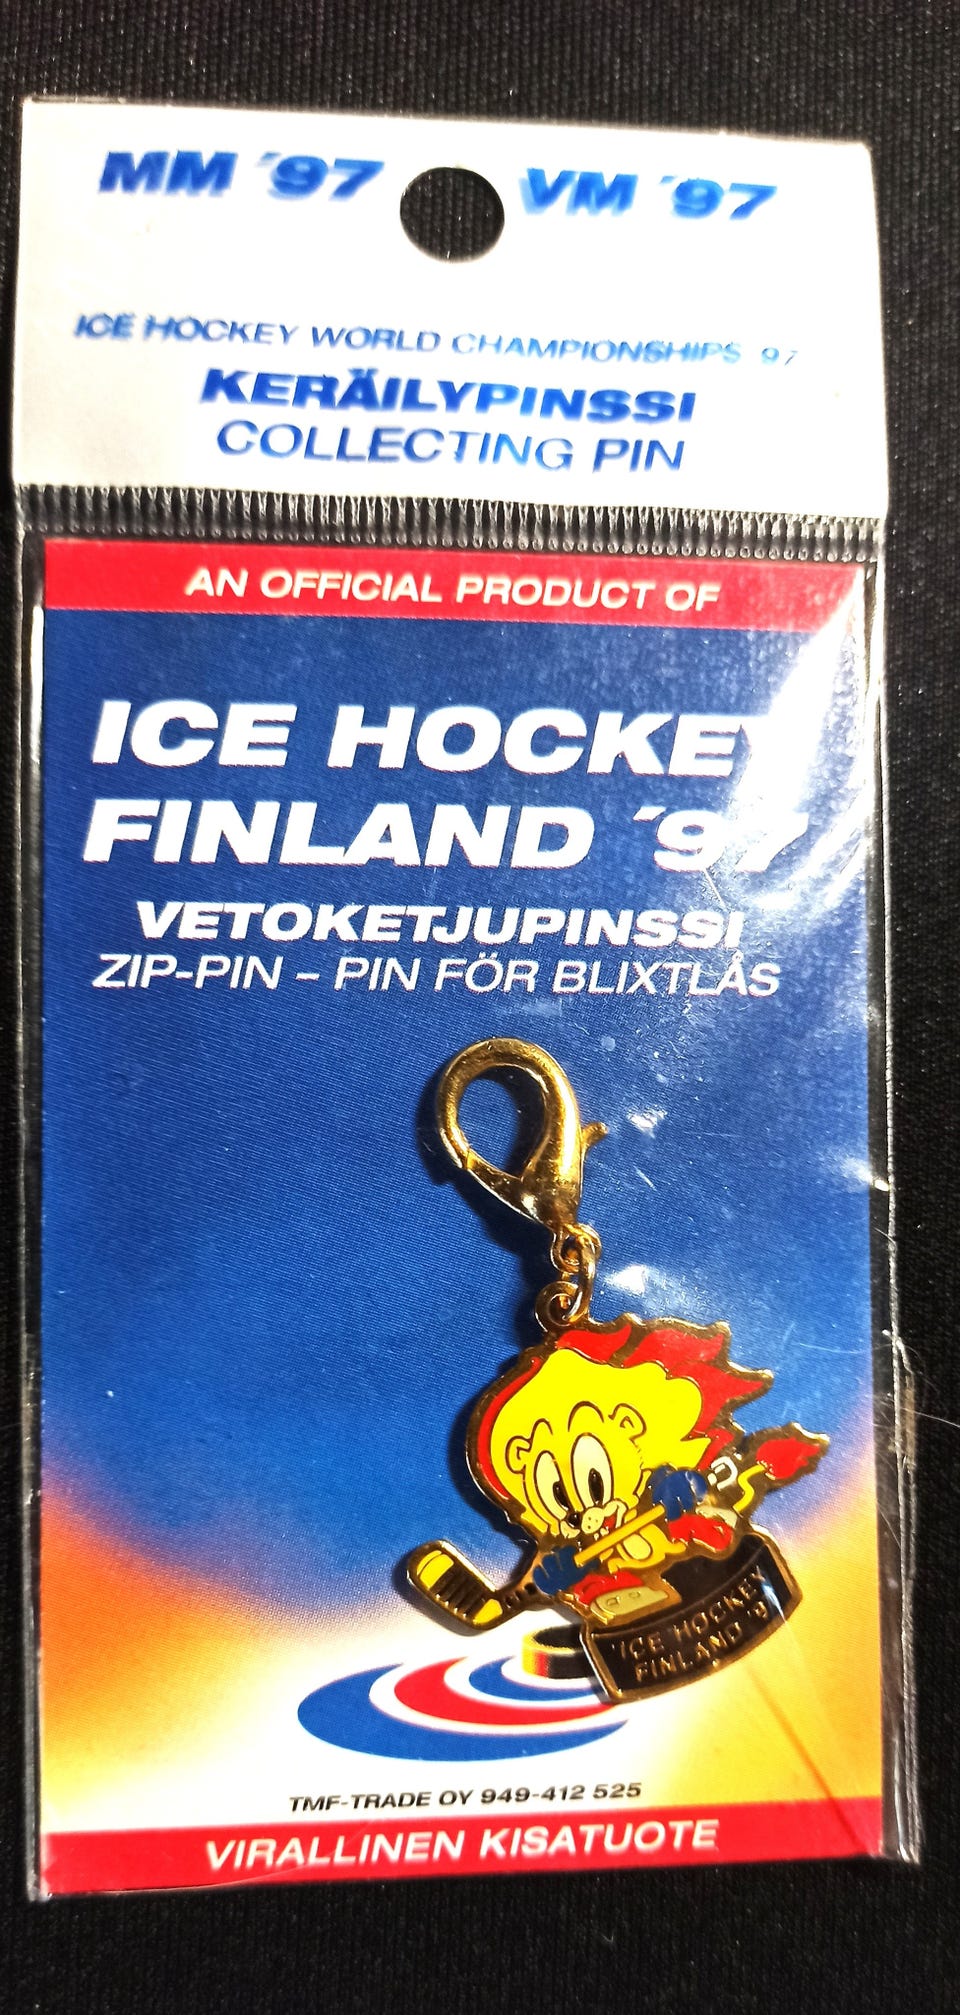 MM ´97 VM ´97
ICE HOCKEY WORLD CHAMPIONSHIPS 97
KERÄILYPINSSI
COLLECTING PIN
AN OFFICIAL PRODUCT OF
ICE HOCKEY
FINLAND ´97
VETOKETJUPINSSI
ZIP-PIN – PIN FÖR BLIXTLÅS
ICE HOCKEY
FINLAND '97
TMF-TRADE OY 949-412 525
VIRALLINEN KISATUOTE